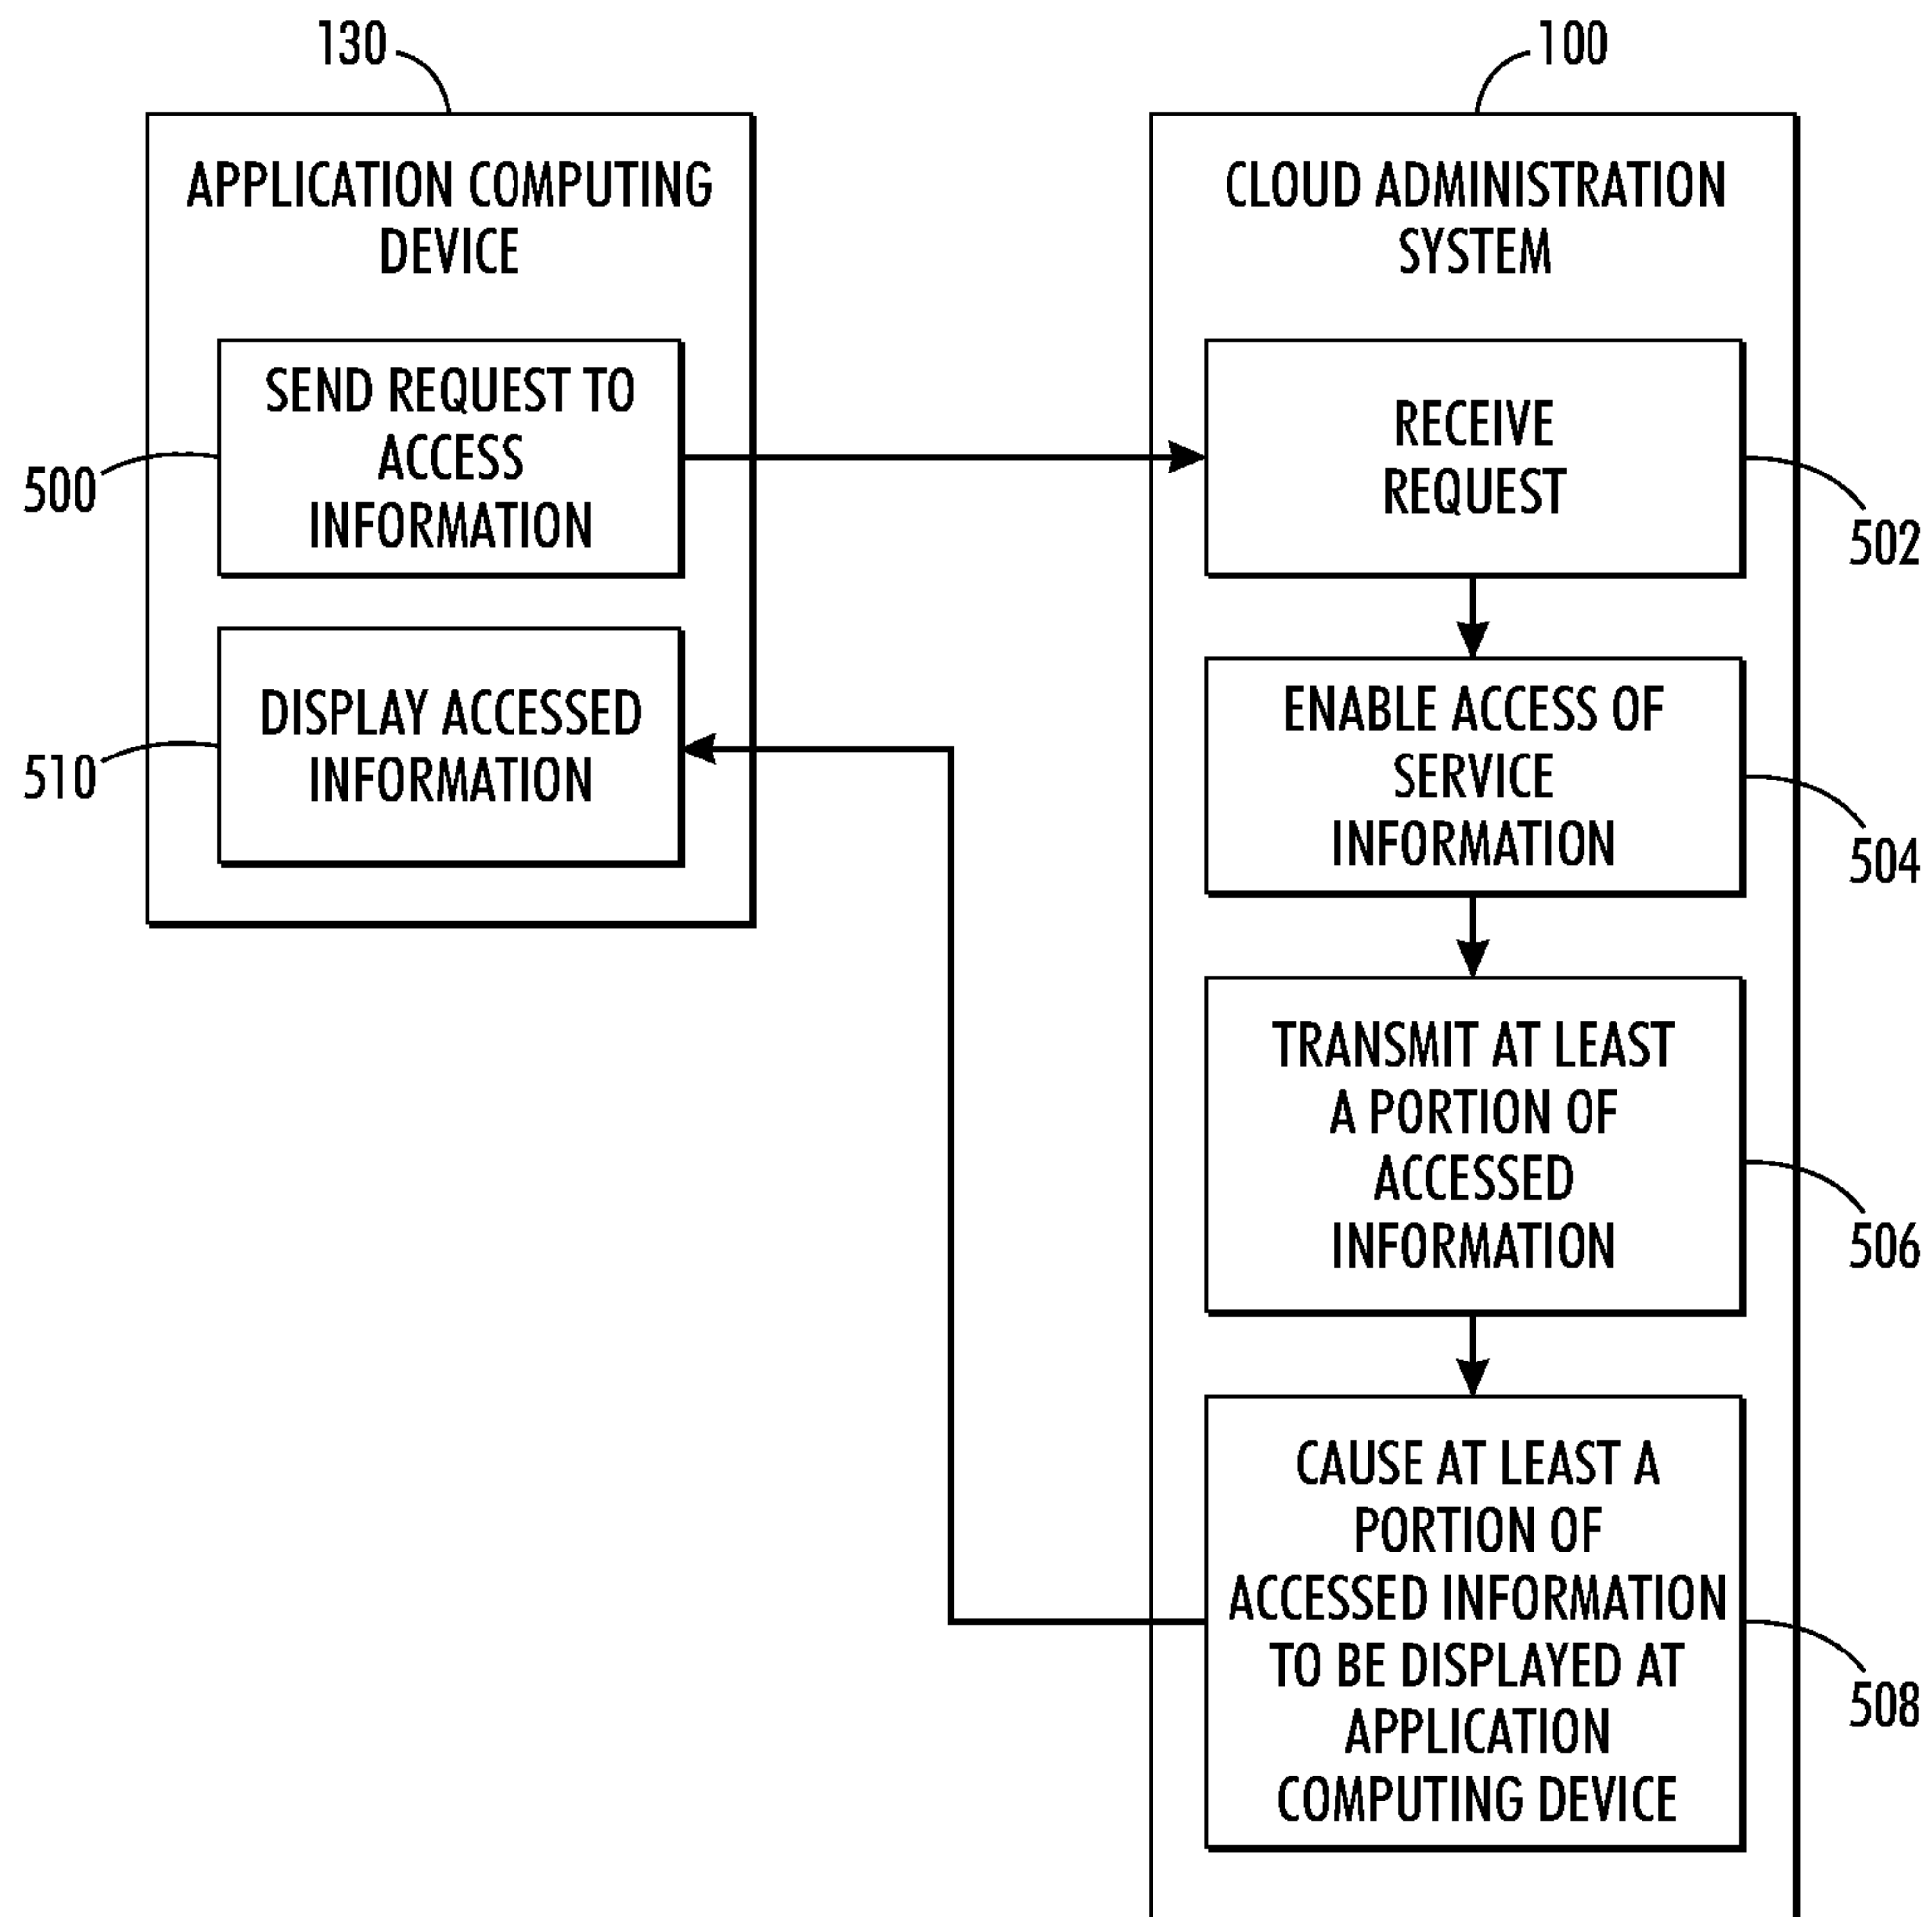 130
100
APPLICATION COMPUTING
DEVICE
CLOUD ADMINISTRATION
SYSTEM
SEND REQUEST TO
ACCESS
INFORMATION
500
RECEIVE
REQUEST
502
DISPLAY ACCESSED
INFORMATION
510
ENABLE ACCESS OF
SERVICE
INFORMATION
504
TRANSMIT AT LEAST
A PORTION OF
ACCESSED
INFORMATION
506
CAUSE AT LEAST A
PORTION OF
ACCESSED INFORMATION
TO BE DISPLAYED AT
APPLICATION
COMPUTING DEVICE
508